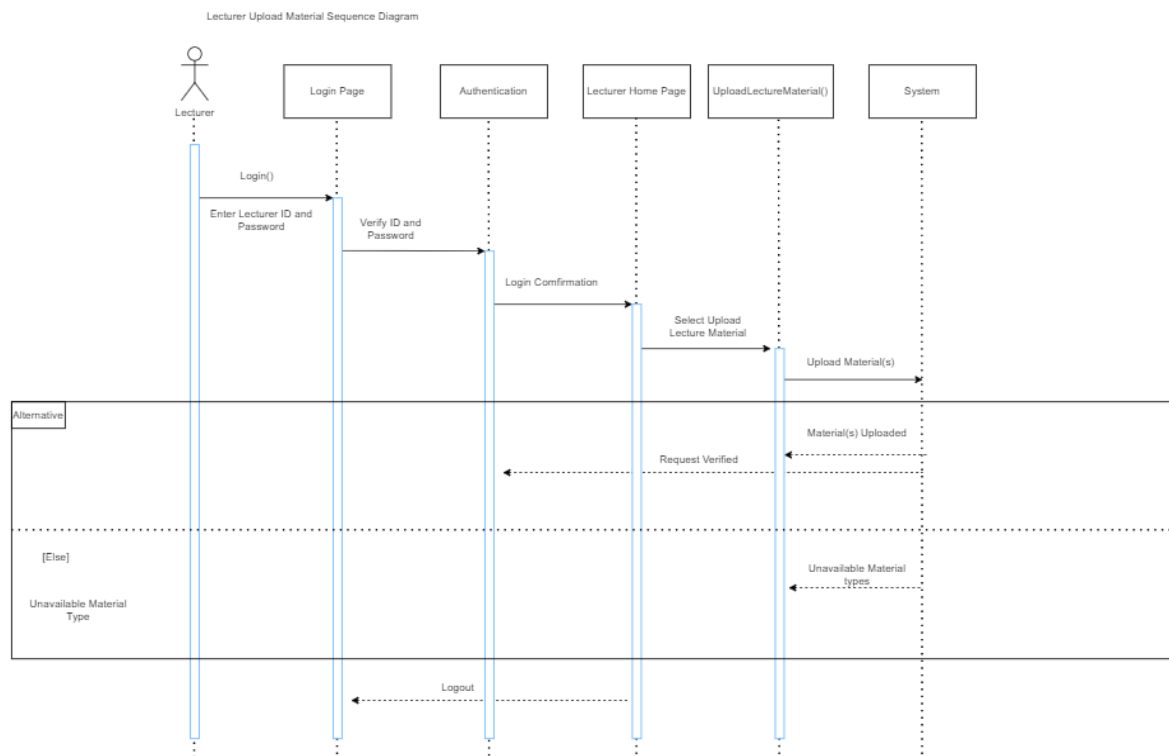 Lecturer Upload Material Sequence Diagram
Lecturer
Login Page
Authentication
Lecturer Home Page
UploadLectureMaterial()
System
Login()
Enter Lecturer ID and
Password
Verify ID and
Password
Login Comfirmation
Select Upload
Lecture Material
Upload Material(s)
Alternative
Material(s) Uploaded
Request Verified
[Else]
Unavailable Material
types
Unavailable Material
Type
Logout